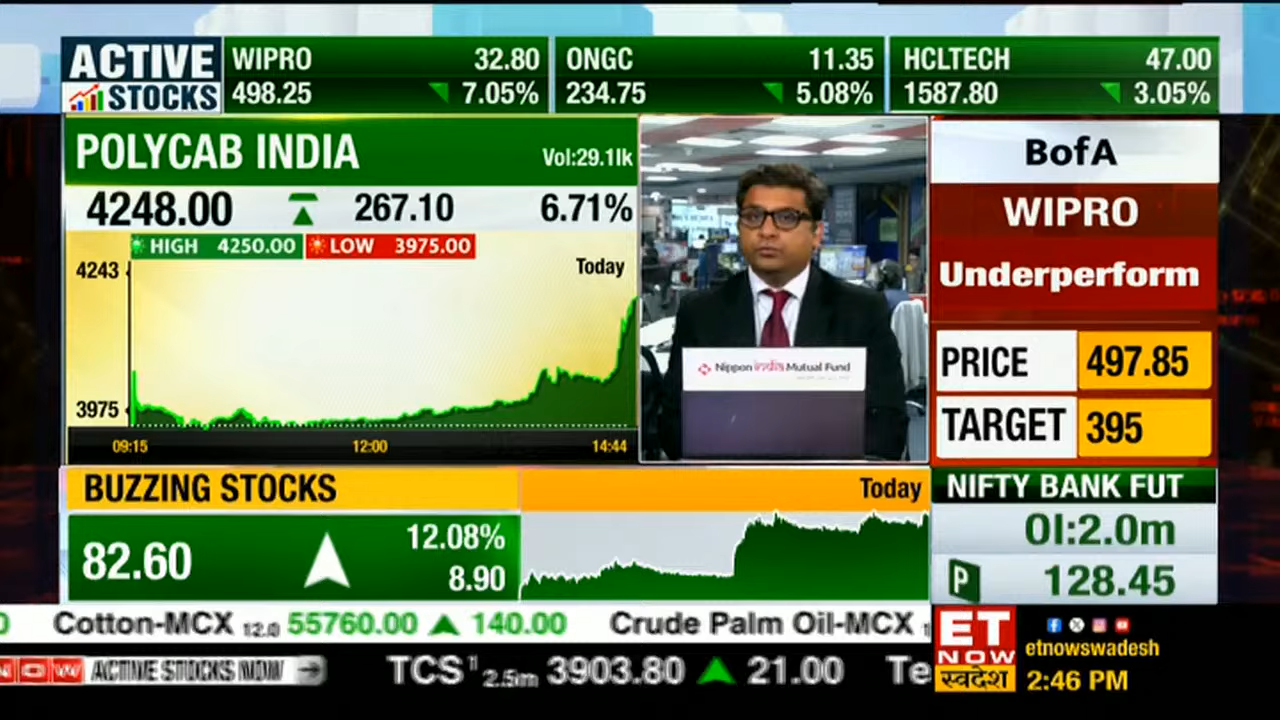 ACTIVE STOCKS
WIPRO 32.80
498.25 7.05%
ONGC 11.35
234.75 5.08%
HCLTECH 47.00
1587.80 3.05%
POLYCAB INDIA Vol:29.1lk
4248.00 267.10 6.71%
HIGH 4250.00 LOW 3975.00
4243
Today
3975
09:15 12:00 14:44
Nippon india Mutual Fund
BofA
WIPRO
Underperform
PRICE 497.85
TARGET 395
BUZZING STOCKS Today
82.60 12.08%
8.90
NIFTY BANK FUT
OI:2.0m
P 128.45
0 Cotton-MCX 12.0 55760.00 140.00 Crude Palm Oil-MCX
NOW ACTIVE STOCKS NOW TCS 2.5m 3903.80 21.00 Te
ET
NOW
स्वदेश
etnowswadesh
2:46 PM